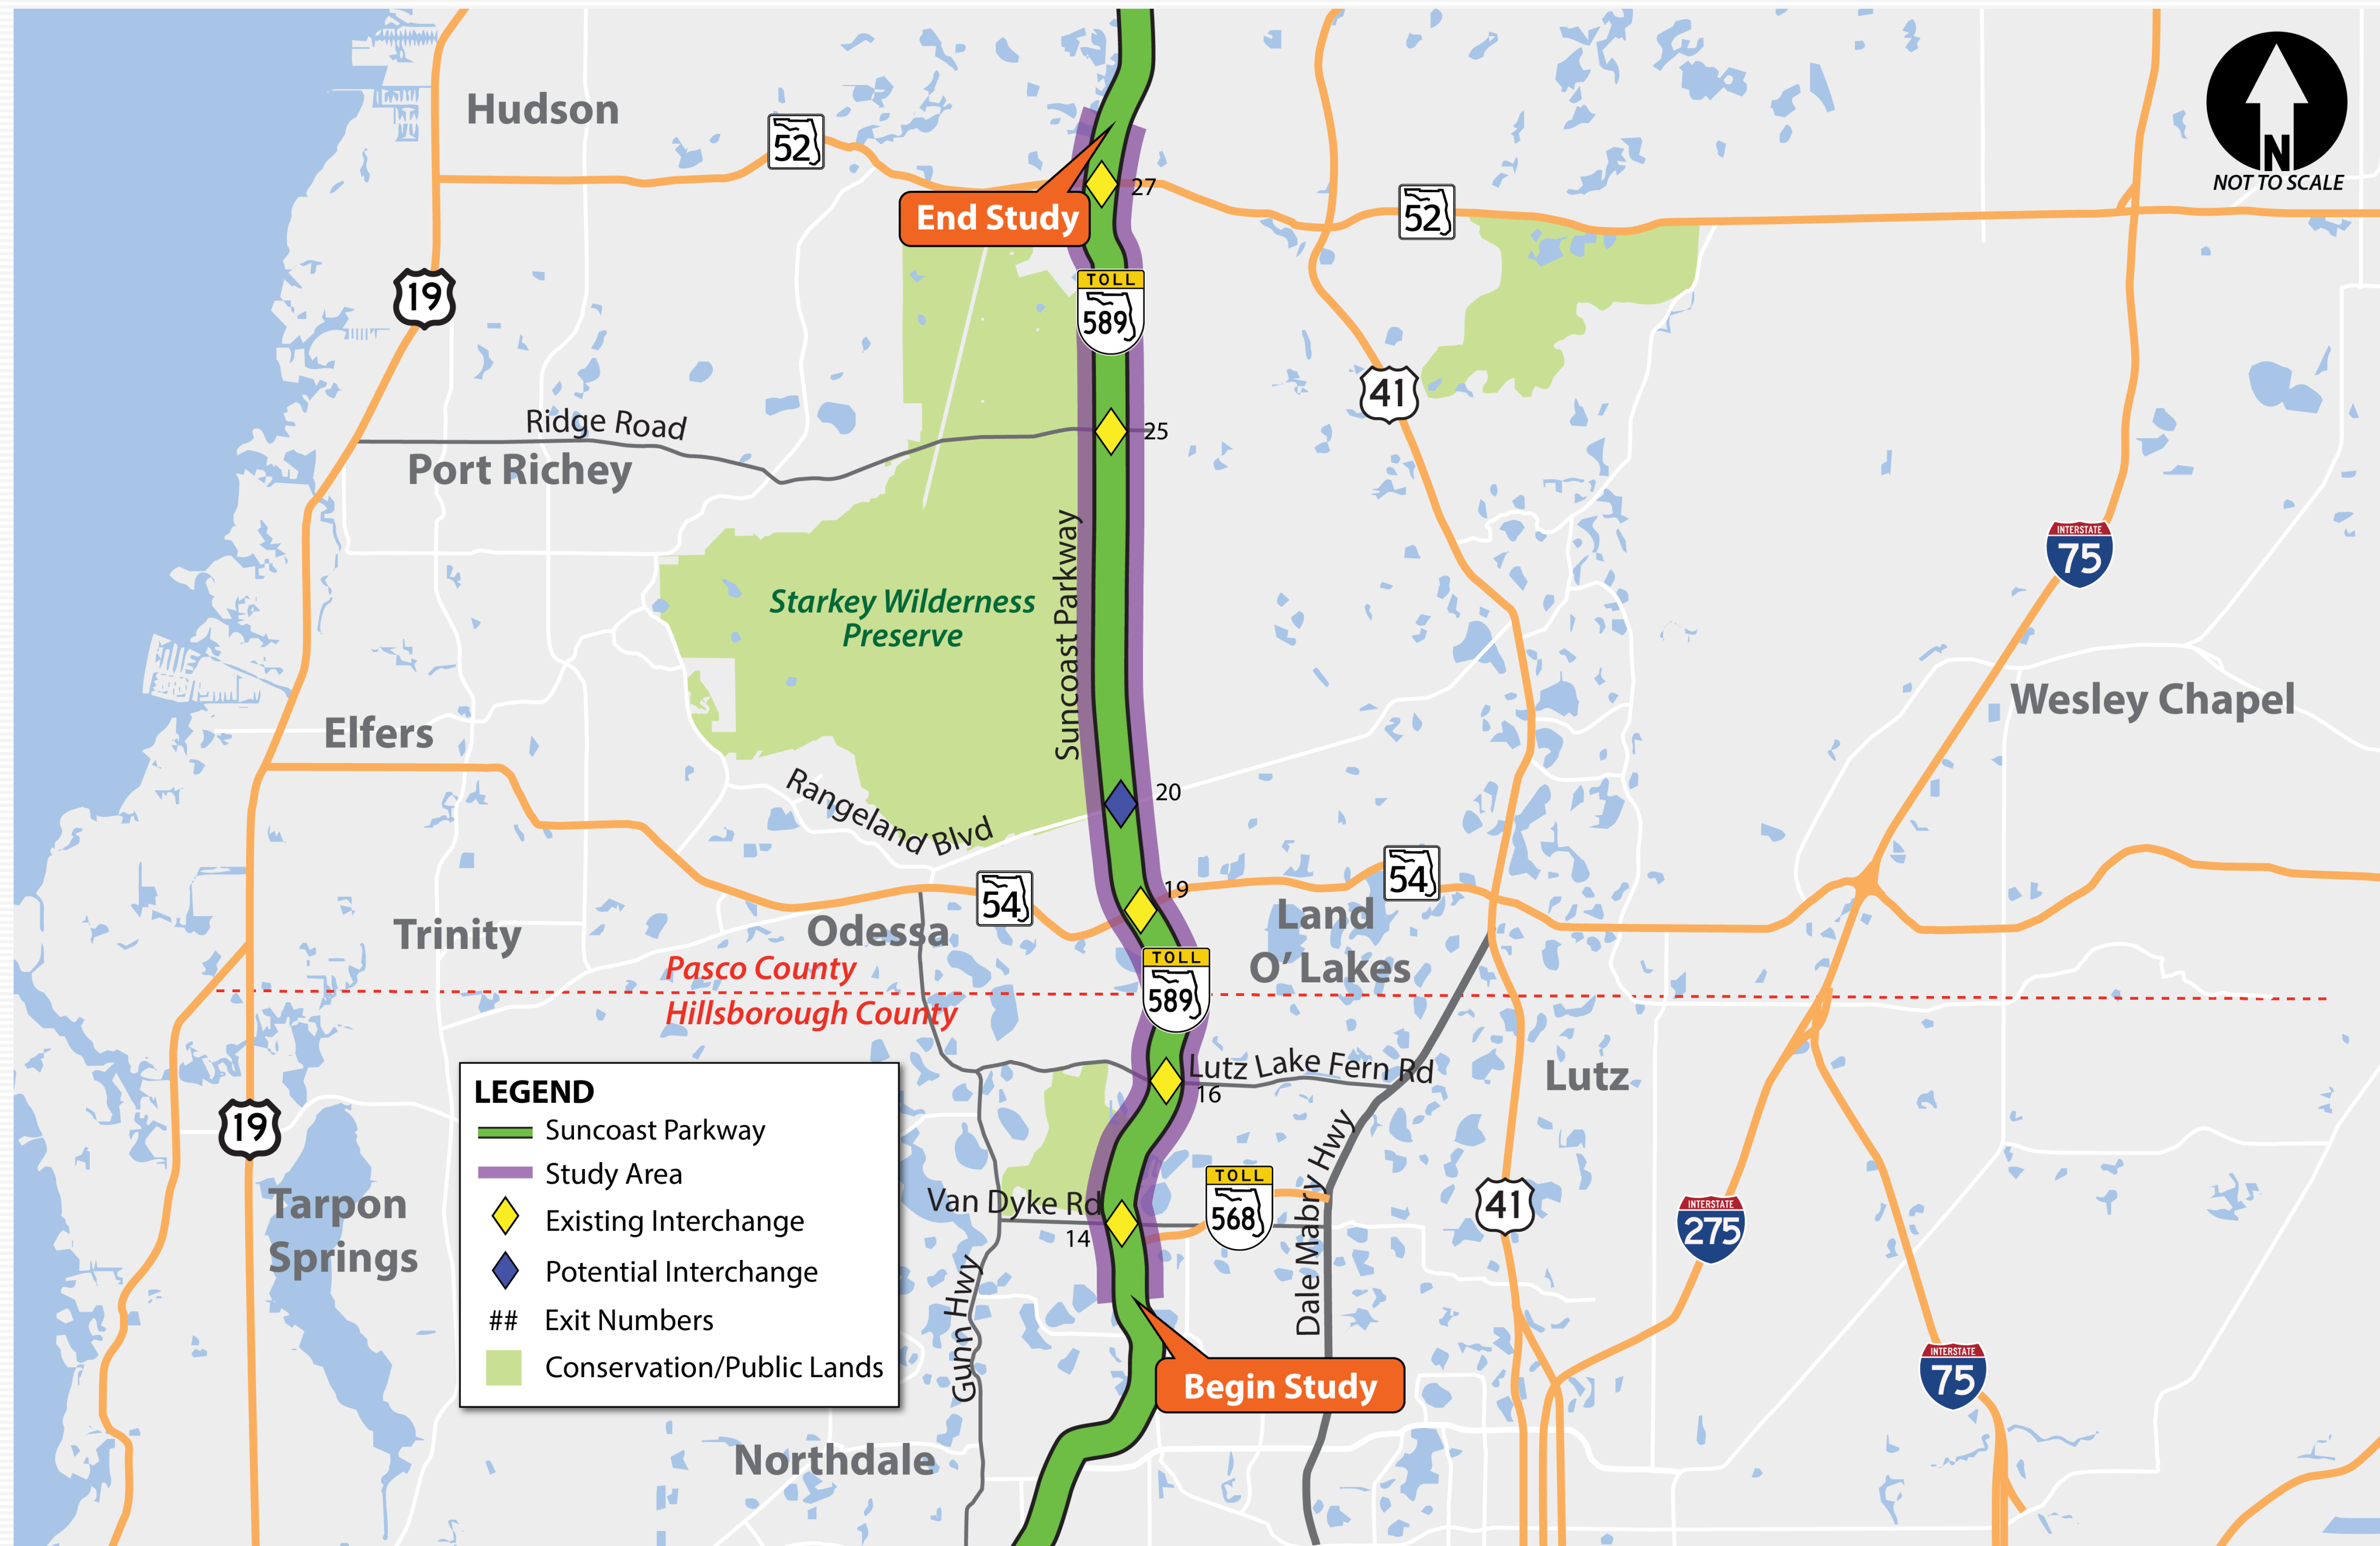 Hudson
52
N
NOT TO SCALE
27
End Study
52
19
TOLL
589
41
Ridge Road
25
Port Richey
Suncoast Parkway
INTERSTATE
75
Starkey Wilderness
Preserve
Wesley Chapel
Elfers
Rangeland Blvd
20
19
54
54
Land
O' Lakes
Trinity
Odessa
Pasco County
Hillsborough County
TOLL
589
Lutz Lake Fern Rd
16
Lutz
19
LEGEND
Suncoast Parkway
Study Area
Existing Interchange
Potential Interchange
## Exit Numbers
Conservation/Public Lands
Tarpon
Springs
Van Dyke Rd
14
TOLL
568
Dale Mabry Hwy
41
INTERSTATE
275
Gunn Hwy
Begin Study
INTERSTATE
75
Northdale